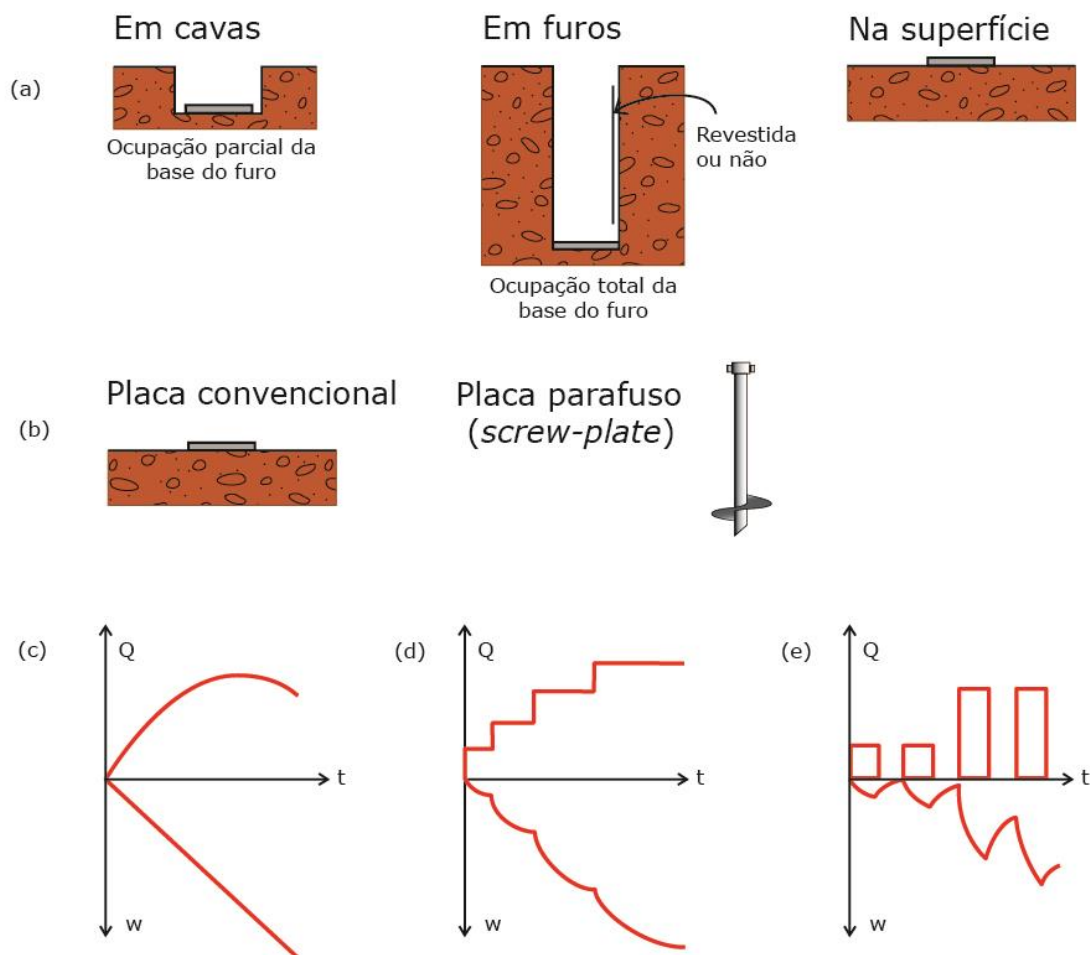 Em cavas
Em furos
Na superfície
(a)
Revestida
ou não
Ocupação parcial da
base do furo
Ocupação total da
base do furo
Placa convencional
Placa parafuso
(screw-plate)
(b)
(c)
Q
t
w
(d)
Q
t
w
(e)
Q
t
w